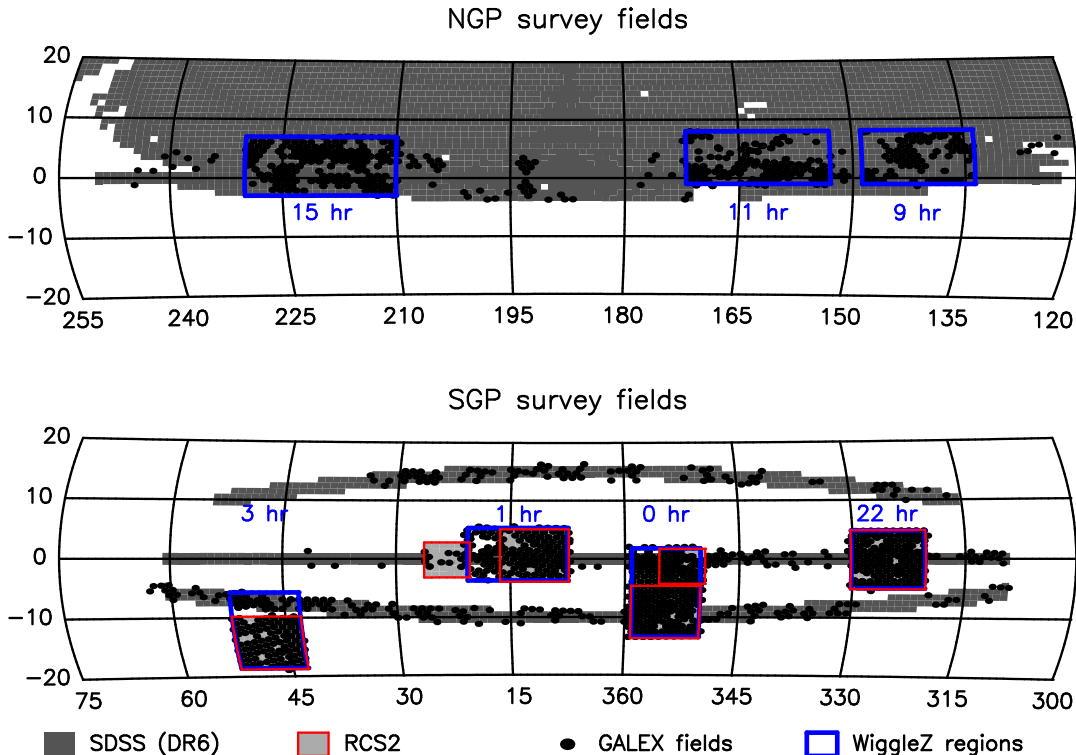 NGP survey fields
20
10
0
−10
−20
15 hr
11 hr
9 hr
255 240 225 210 195 180 165 150 135 120
SGP survey fields
20
10
0
−10
−20
3 hr
1 hr
0 hr
22 hr
75 60 45 30 15 360 345 330 315 300
SDSS (DR6) RCS2 GALEX fields WiggleZ regions